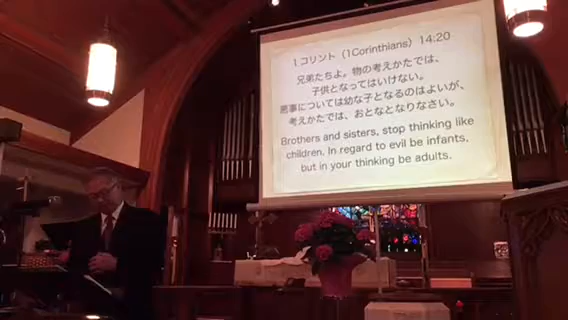 1コリント（1Corinthians）14:20
兄弟たちよ。物の考えかたでは、
子供となってはいけない。
悪事については幼な子となるのはよいが、
考えかたでは、おとなとなりなさい。
Brothers and sisters, stop thinking like
children. In regard to evil be infants,
but in your thinking be adults.